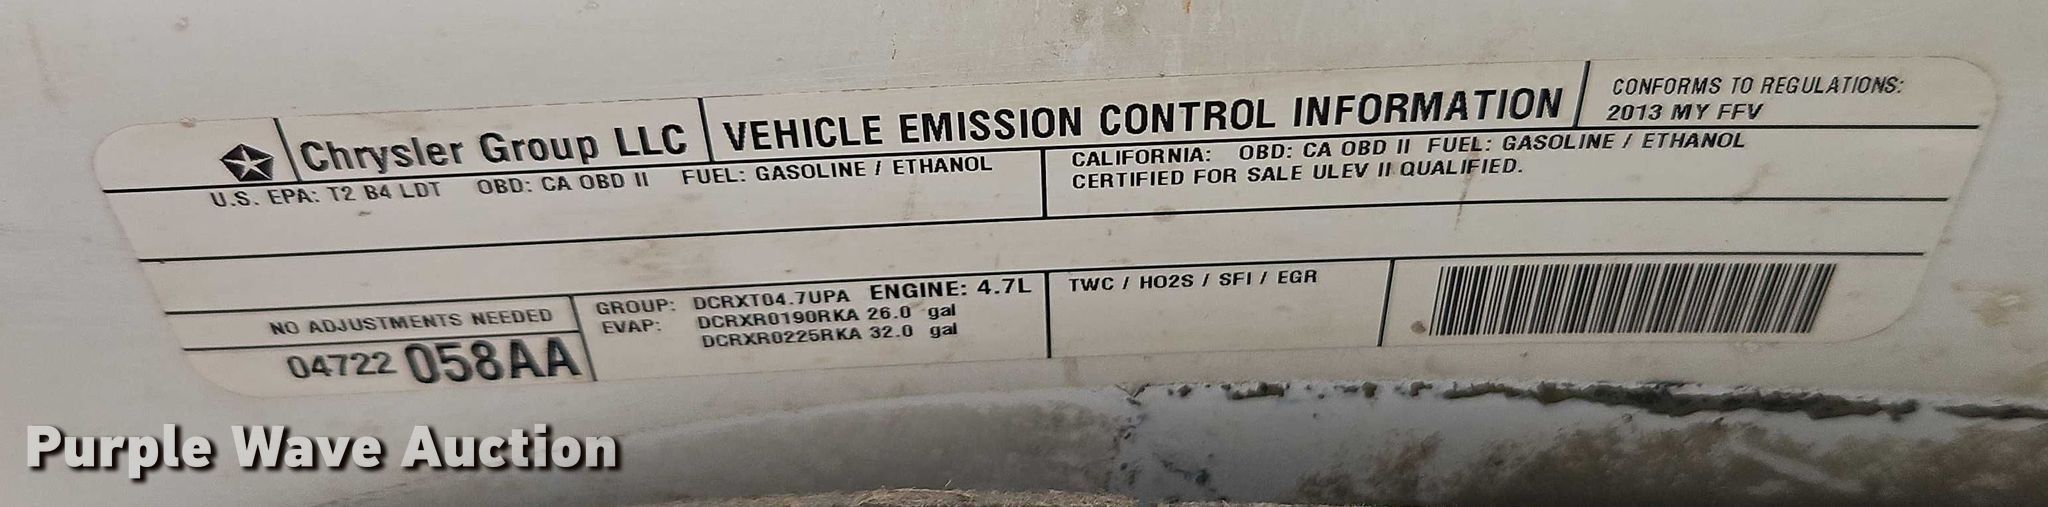 Chrysler Group LLC
VEHICLE EMISSION CONTROL INFORMATION
CONFORMS TO REGULATIONS:
2013 MY FFV
U.S. EPA: T2 B4 LDT OBD: CA OBD II FUEL: GASOLINE / ETHANOL
CALIFORNIA: OBD: CA OBD II FUEL: GASOLINE / ETHANOL
CERTIFIED FOR SALE ULEV II QUALIFIED.
NO ADJUSTMENTS NEEDED
04722 058AA
GROUP: DCRXT04.7UPA ENGINE: 4.7L
EVAP: DCRXR0190RKA 26.0 gal
DCRXR0225RKA 32.0 gal
TWC / HO2S / SFI / EGR
Purple Wave Auction